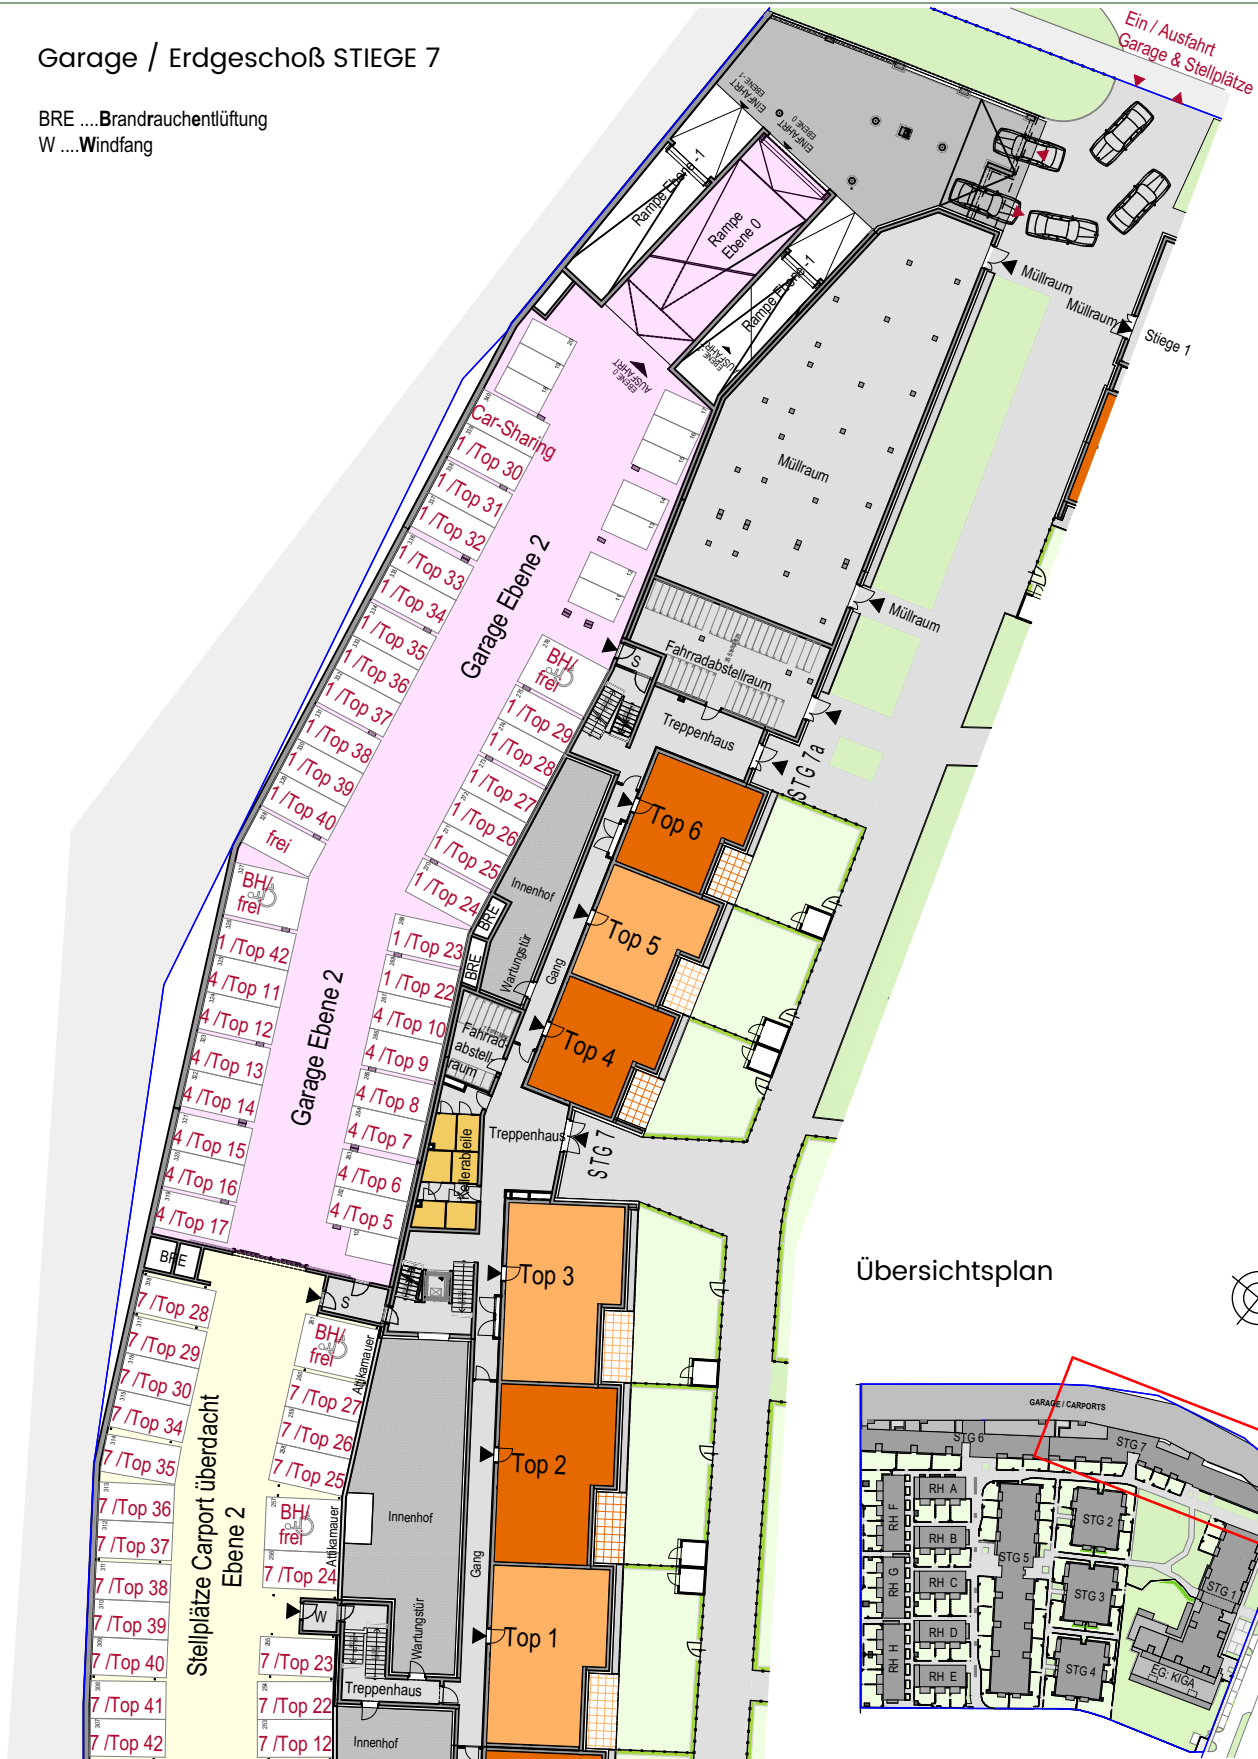 Garage / Erdgeschoß STIEGE 7
BRE ....Brandrauchentlüftung
W ....Windfang
Ein / Ausfahrt
Garage & Stellplätze
EINFAHRT
EBENE -1
EINFAHRT
EBENE 0
Rampe Ebene -1
Rampe
Ebene 0
Rampe Ebene -1
EBENE 0
AUSFAHRT
EBENE -1
AUSFAHRT
Müllraum
Müllraum
Stiege 1
Müllraum
Müllraum
Car-Sharing
1 /Top 30
1 /Top 31
1 /Top 32
1 /Top 33
1 /Top 34
1 /Top 35
1 /Top 36
1 /Top 37
1 /Top 38
1 /Top 39
1 /Top 40
frei
BH/
frei
1 /Top 42
4 /Top 11
4 /Top 12
4 /Top 13
4 /Top 14
4 /Top 15
4 /Top 16
4 /Top 17
BRE
Garage Ebene 2
Garage Ebene 2
BH/
frei
1 /Top 29
1 /Top 28
1 /Top 27
1 /Top 26
1 /Top 25
1 /Top 24
1 /Top 23
1 /Top 22
4 /Top 10
4 /Top 9
4 /Top 8
4 /Top 7
4 /Top 6
4 /Top 5
S
Fahrradabstellraum
Treppenhaus
STG 7a
Top 6
Top 5
Top 4
Innenhof
Wartungstür
Gang
BRE
BRE
Fahrrad-
abstell-
raum
Kellerabteile
Treppenhaus
STG 7
Top 3
Top 2
Top 1
S
7 /Top 28
7 /Top 29
7 /Top 30
7 /Top 34
7 /Top 35
7 /Top 36
7 /Top 37
7 /Top 38
7 /Top 39
7 /Top 40
7 /Top 41
7 /Top 42
Stellplätze Carport überdacht
Ebene 2
BH/
frei
7 /Top 27
7 /Top 26
7 /Top 25
BH/
frei
7 /Top 24
7 /Top 23
7 /Top 22
7 /Top 12
Attikamauer
Attikamauer
W
Innenhof
Gang
Wartungstür
Treppenhaus
Innenhof
Übersichtsplan
GARAGE / CARPORTS
STG 6
STG 7
RH F
RH G
RH H
RH A
RH B
RH C
RH D
RH E
STG 5
STG 2
STG 3
STG 4
STG 1
EG: KIGA